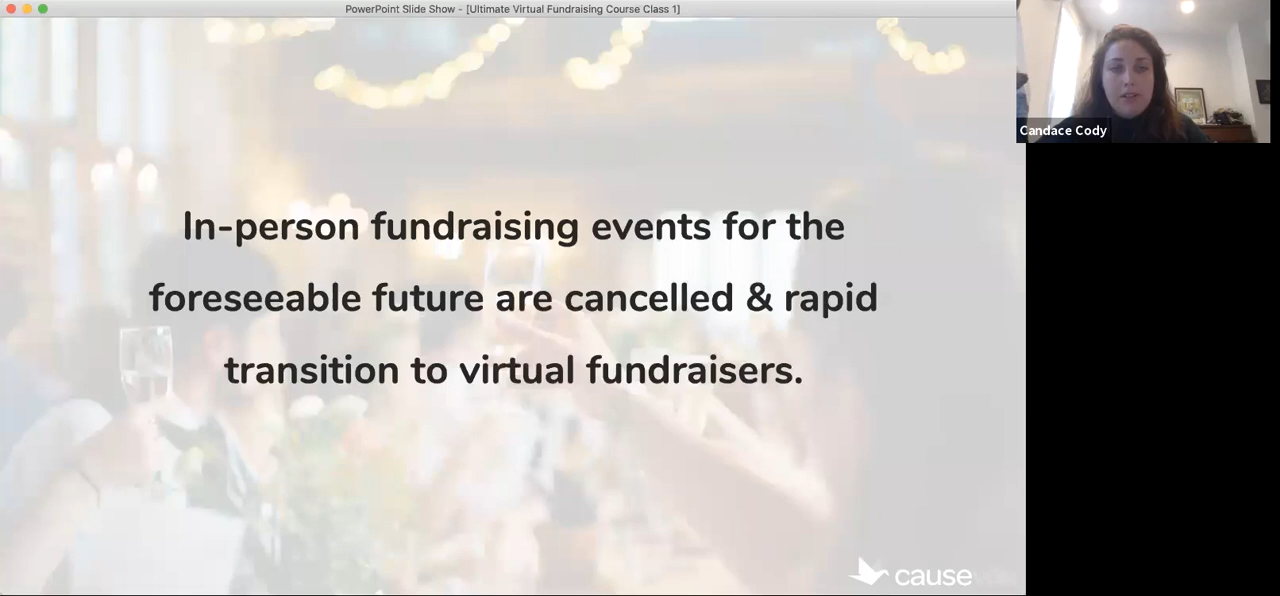 PowerPoint Slide Show - [Ultimate Virtual Fundraising Course Class 1]
Candace Cody
In-person fundraising events for the
foreseeable future are cancelled & rapid
transition to virtual fundraisers.
cause